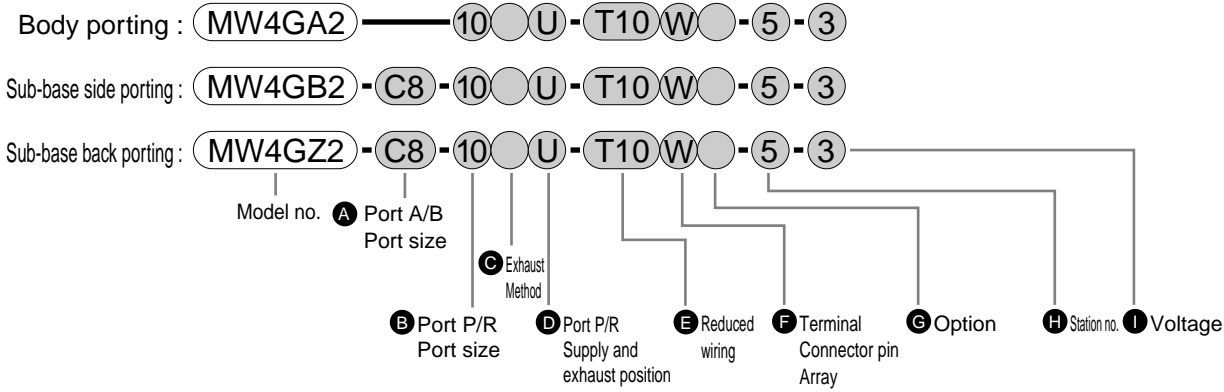 Body porting : MW4GA2 10 U - T10 W - 5 - 3
Sub-base side porting : MW4GB2 - C8 - 10 U - T10 W - 5 - 3
Sub-base back porting : MW4GZ2 - C8 - 10 U - T10 W - 5 - 3
Model no.
A Port A/B
Port size
C Exhaust
Method
B Port P/R
Port size
D Port P/R
Supply and
exhaust position
E Reduced
wiring
F Terminal
Connector pin
Array
G Option
H Station no.
I Voltage